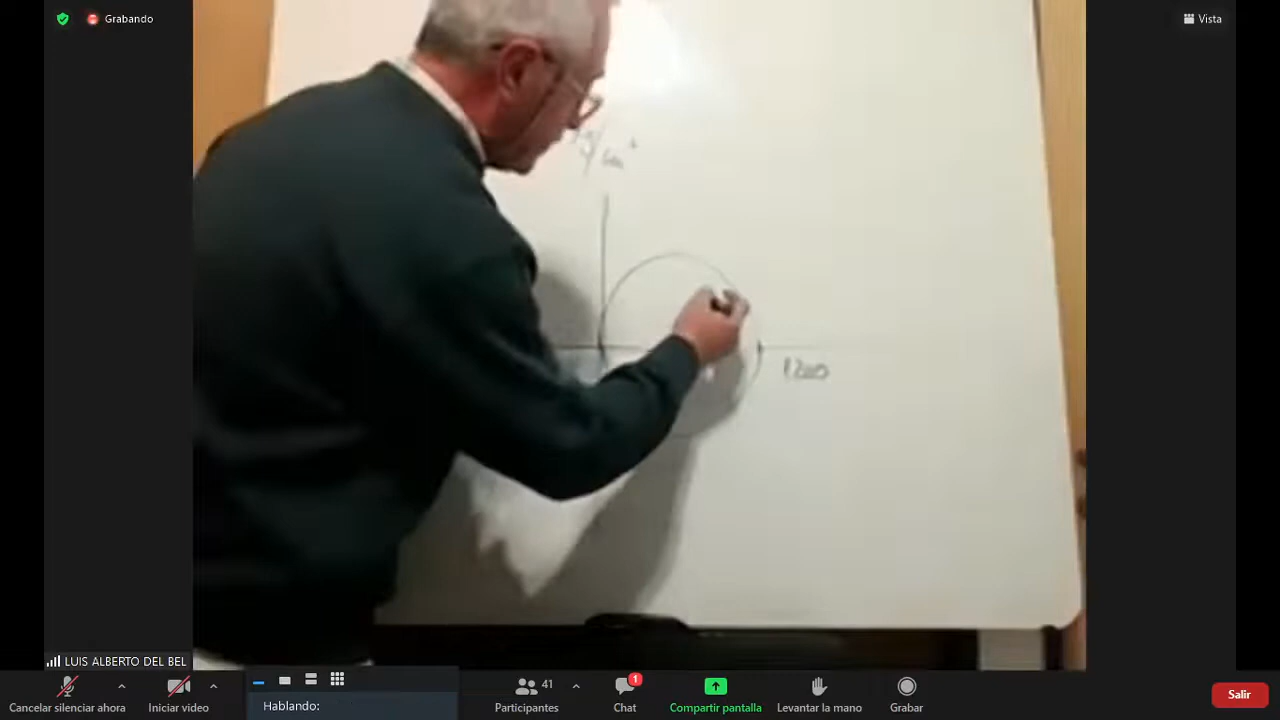 Grabando
Vista
1200
LUIS ALBERTO DEL BEL
Hablando:
Cancelar silenciar ahora
Iniciar video
41
Participantes
1
Chat
Compartir pantalla
Levantar la mano
Grabar
Salir